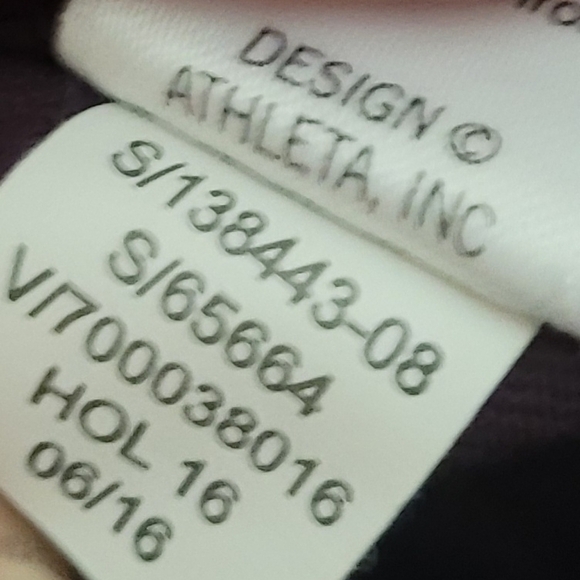 DESIGN ©
ATHLETA, INC
S/138443-08
S/65664
V/700038016
HOL 16
06/16